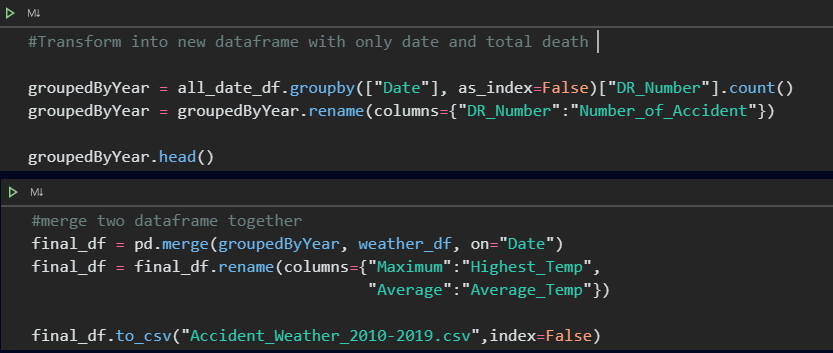 M↓
#Transform into new dataframe with only date and total death
groupedByYear = all_date_df.groupby(["Date"], as_index=False)["DR_Number"].count()
groupedByYear = groupedByYear.rename(columns={"DR_Number":"Number_of_Accident"})
groupedByYear.head()
M↓
#merge two dataframe together
final_df = pd.merge(groupedByYear, weather_df, on="Date")
final_df = final_df.rename(columns={"Maximum":"Highest_Temp",
"Average":"Average_Temp"})
final_df.to_csv("Accident_Weather_2010-2019.csv",index=False)